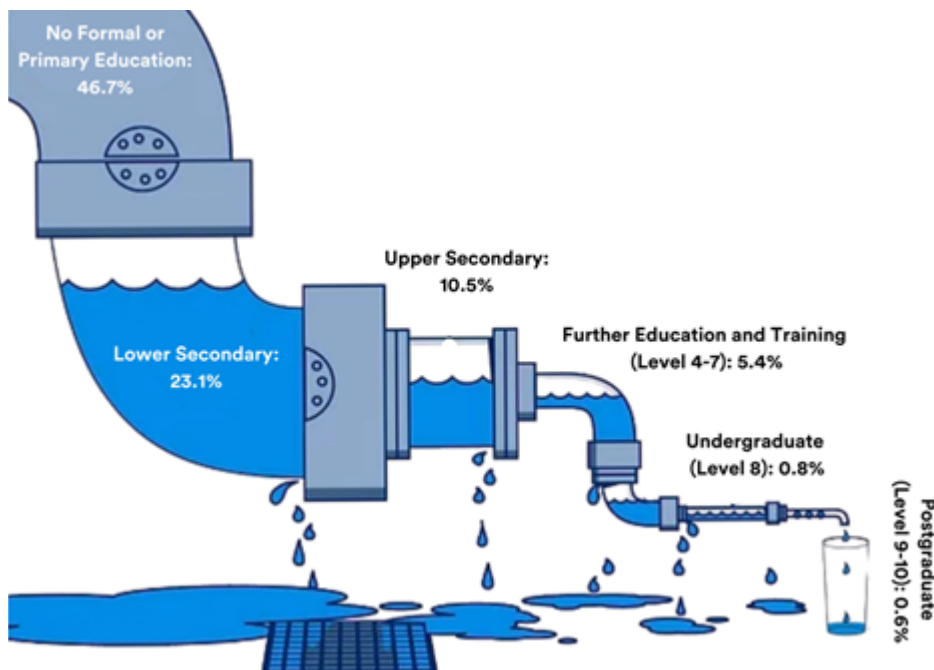 No Formal or
Primary Education:
46.7%
Upper Secondary:
10.5%
Lower Secondary:
23.1%
Further Education and Training
(Level 4-7): 5.4%
Undergraduate
(Level 8): 0.8%
Postgraduate
(Level 9-10): 0.6%